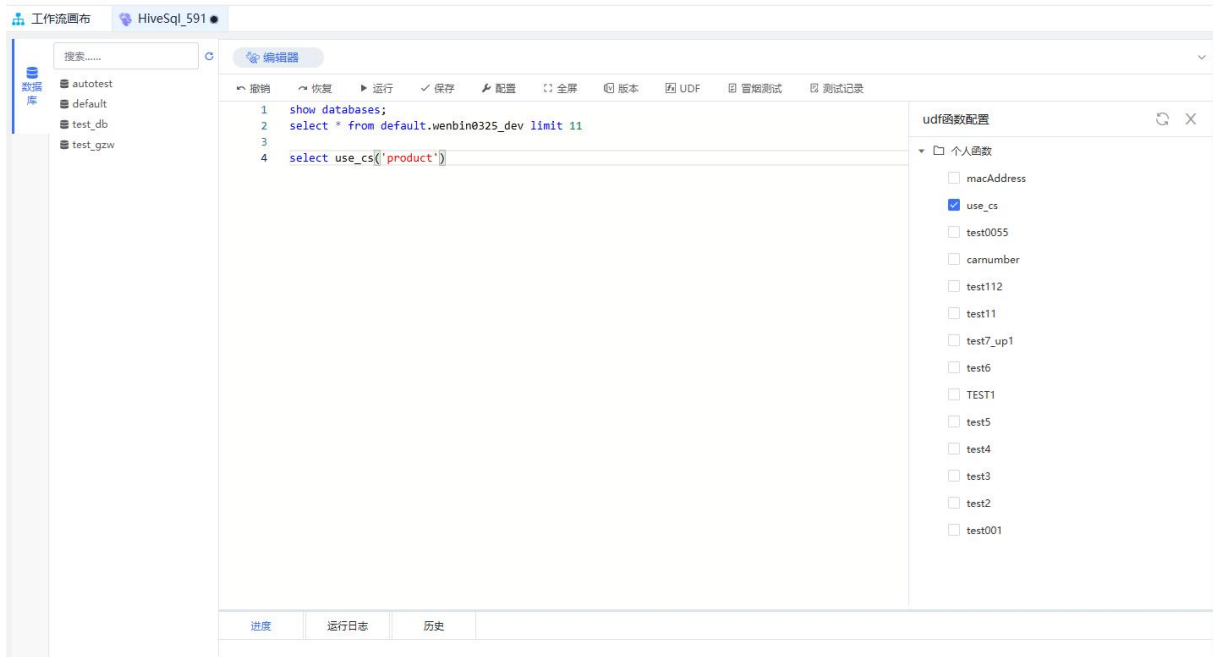 工作流画布
HiveSql_591
搜索......
数据库
autotest
default
test_db
test_gzw
编辑器
撤销 恢复 运行 保存 配置 全屏 版本 UDF 冒烟测试 测试记录
1 show databases;
2 select * from default.wenbin0325_dev limit 11
3
4 select use_cs('product')
udf函数配置
个人函数
macAddress
use_cs
test0055
carnumber
test112
test11
test7_up1
test6
TEST1
test5
test4
test3
test2
test001
进度 运行日志 历史